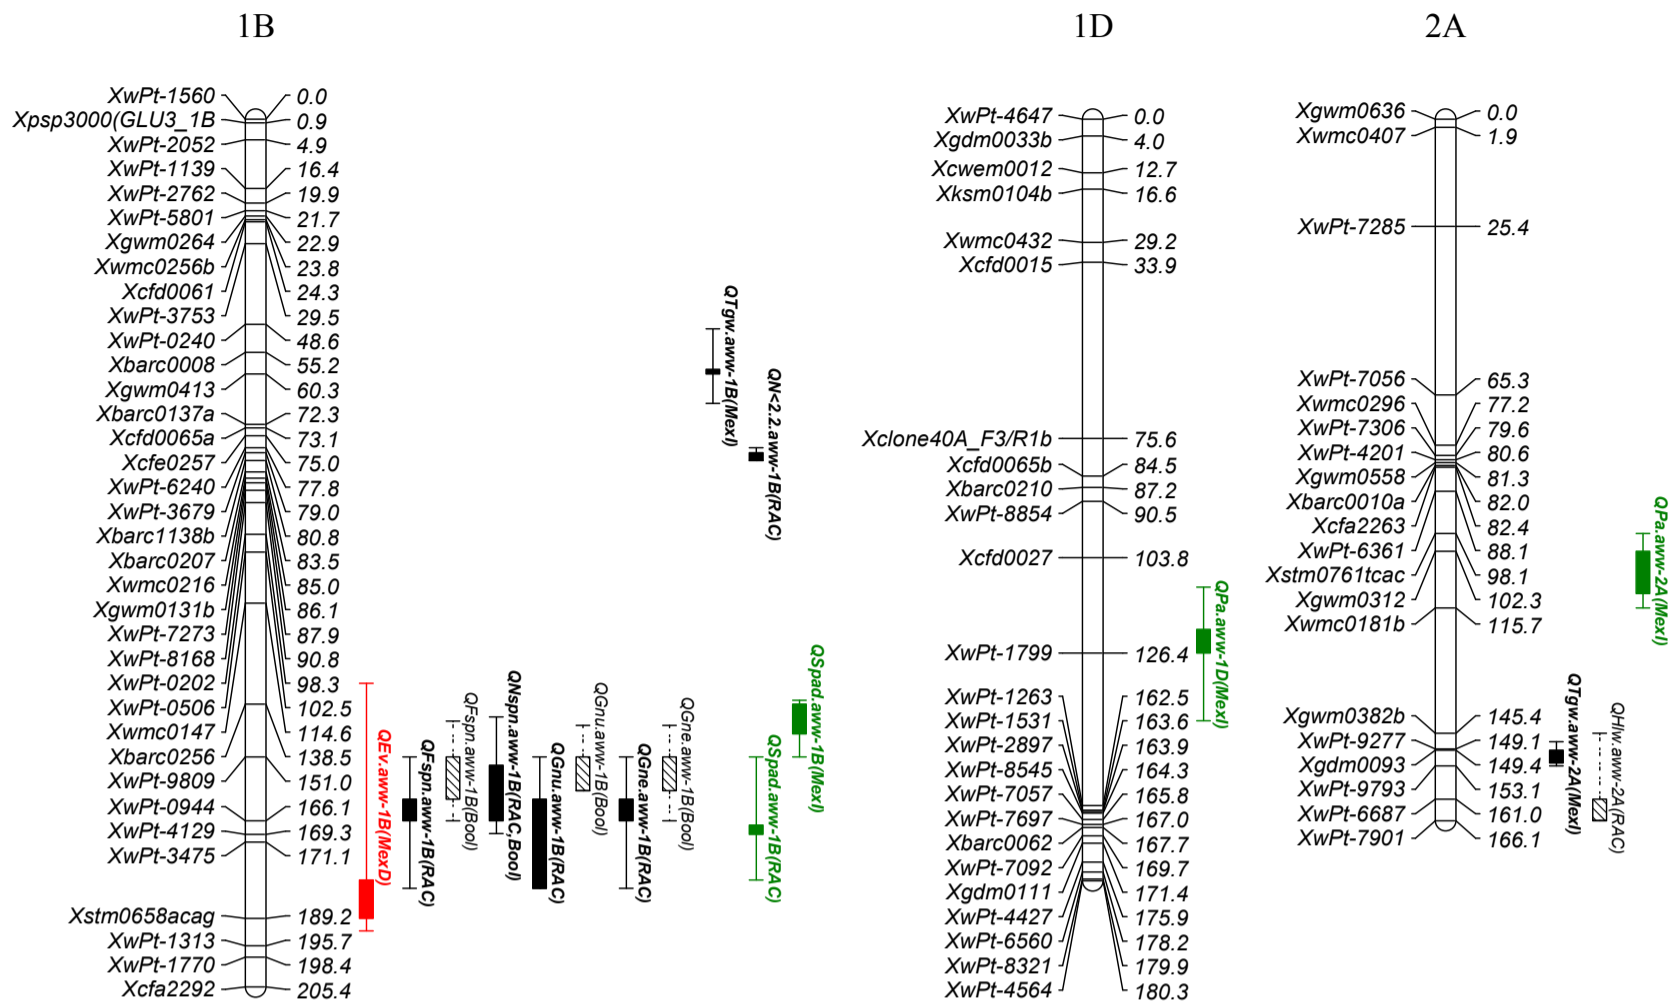 1B
XwPt-1560 0.0
Xpsp3000(GLU3_1B 0.9
XwPt-2052 4.9
XwPt-1139 16.4
XwPt-2762 19.9
XwPt-5801 21.7
Xgwm0264 22.9
Xwmc0256b 23.8
Xcfd0061 24.3
XwPt-3753 29.5
XwPt-0240 48.6
Xbarc0008 55.2
Xgwm0413 60.3
Xbarc0137a 72.3
Xcfd0065a 73.1
Xcfe0257 75.0
XwPt-6240 77.8
XwPt-3679 79.0
Xbarc1138b 80.8
Xbarc0207 83.5
Xwmc0216 85.0
Xgwm0131b 86.1
XwPt-7273 87.9
XwPt-8168 90.8
XwPt-0202 98.3
XwPt-0506 102.5
Xwmc0147 114.6
Xbarc0256 138.5
XwPt-9809 151.0
XwPt-0944 166.1
XwPt-4129 169.3
XwPt-3475 171.1
Xstm0658acag 189.2
XwPt-1313 195.7
XwPt-1770 198.4
Xcfa2292 205.4
QEv.aww-1B(MexD)
QFspn.aww-1B(RAC)
QFspn.aww-1B(Bool)
QNspn.aww-1B(RAC,Bool)
QGnu.aww-1B(RAC)
QGnu.aww-1B(Bool)
QGne.aww-1B(RAC)
QGne.aww-1B(Bool)
QTgw.aww-1B(MexI)
QN<2.2.aww-1B(RAC)
QSpad.aww-1B(RAC)
QSpad.aww-1B(MexI)
1D
XwPt-4647 0.0
Xgdm0033b 4.0
Xcwem0012 12.7
Xksm0104b 16.6
Xwmc0432 29.2
Xcfd0015 33.9
Xclone40A_F3/R1b 75.6
Xcfd0065b 84.5
Xbarc0210 87.2
XwPt-8854 90.5
Xcfd0027 103.8
XwPt-1799 126.4
XwPt-1263 162.5
XwPt-1531 163.6
XwPt-2897 163.9
XwPt-8545 164.3
XwPt-7057 165.8
XwPt-7697 167.0
Xbarc0062 167.7
XwPt-7092 169.7
Xgdm0111 171.4
XwPt-4427 175.9
XwPt-6560 178.2
XwPt-8321 179.9
XwPt-4564 180.3
QPa.aww-1D(MexI)
2A
Xgwm0636 0.0
Xwmc0407 1.9
XwPt-7285 25.4
XwPt-7056 65.3
Xwmc0296 77.2
XwPt-7306 79.6
XwPt-4201 80.6
Xgwm0558 81.3
Xbarc0010a 82.0
Xcfa2263 82.4
XwPt-6361 88.1
Xstm0761tcac 98.1
Xgwm0312 102.3
Xwmc0181b 115.7
Xgwm0382b 145.4
XwPt-9277 149.1
Xgdm0093 149.4
XwPt-9793 153.1
XwPt-6687 161.0
XwPt-7901 166.1
QTgw.aww-2A(MexI)
QHlw.aww-2A(RAC)
QPa.aww-2A(MexI)